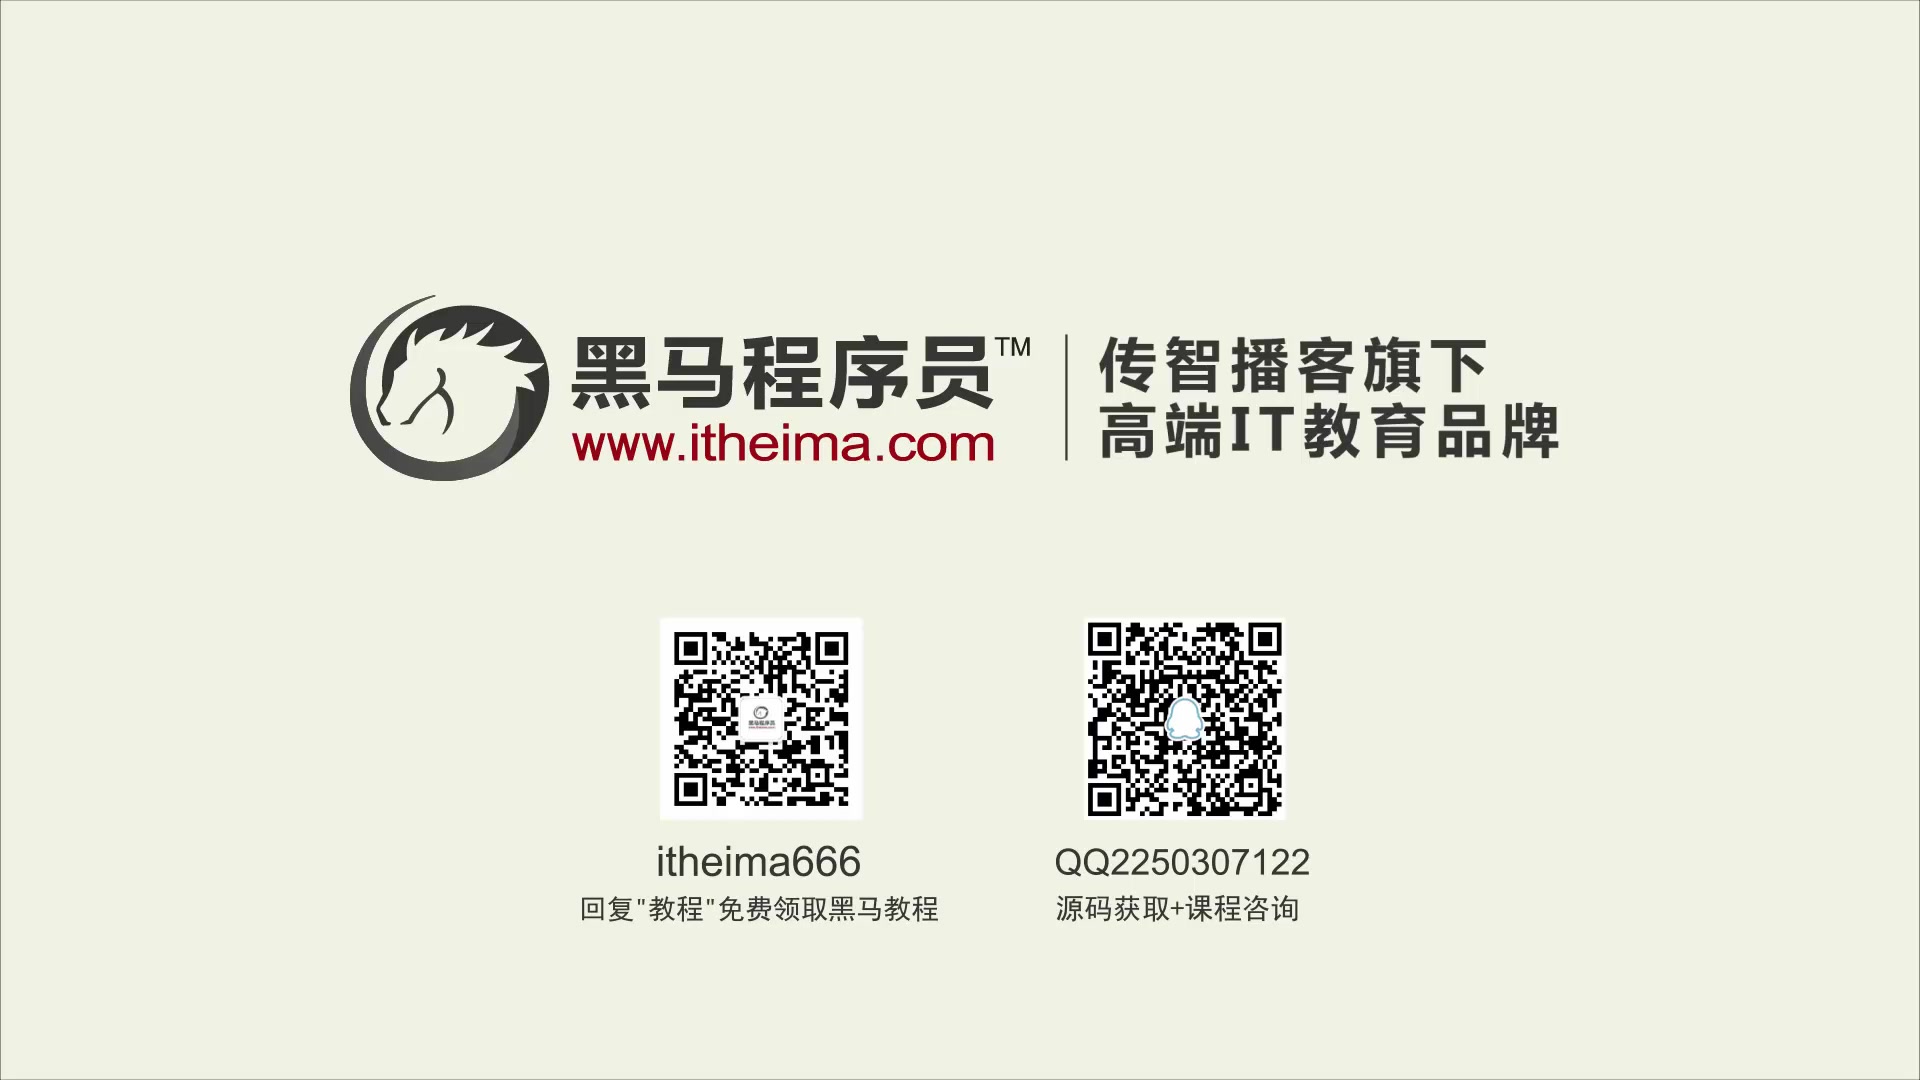 黑马程序员™
www.itheima.com
传智播客旗下
高端IT教育品牌
itheima666
回复"教程"免费领取黑马教程
QQ2250307122
源码获取+课程咨询